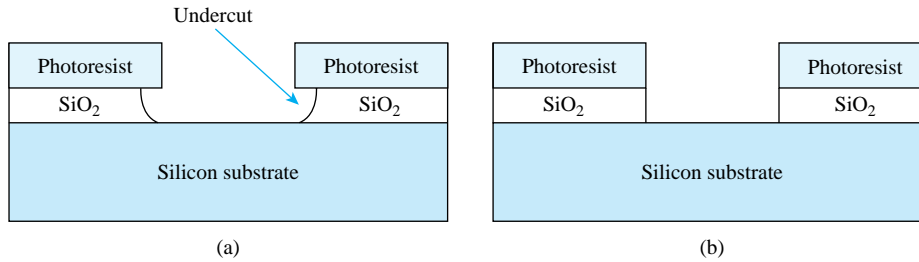 Undercut
Photoresist
Photoresist
SiO₂
SiO₂
Silicon substrate
(a)
Photoresist
Photoresist
SiO₂
SiO₂
Silicon substrate
(b)